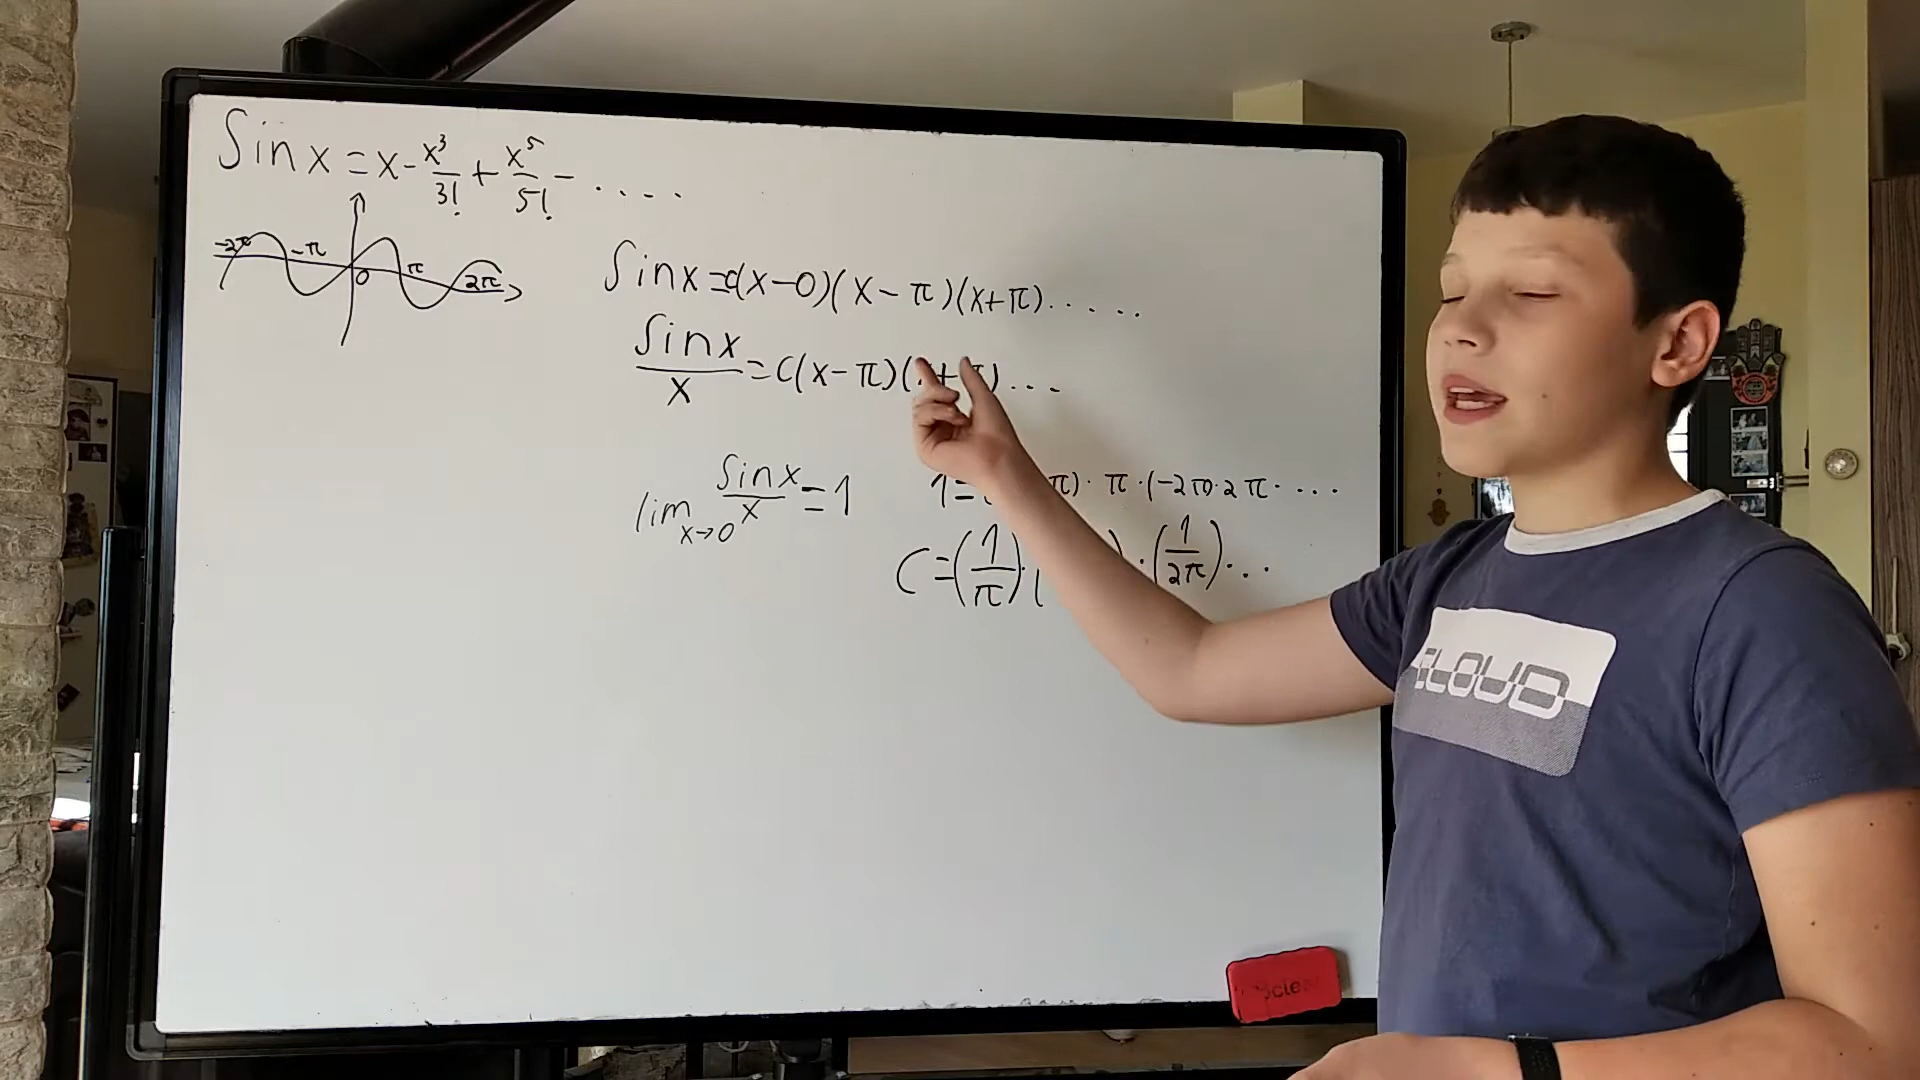 Sinx=x-x³/3!+x⁵/5!-....
-2π -π 0 π 2π
Sinx=C(x-0)(x-π)(x+π).....
Sinx/x=C(x-π)(x+π)...
lim x→0 Sinx/x=1
1= π)·π·(-2π)·2π·...
C=(1/π)·( )·(1/2π)...
CLOUD